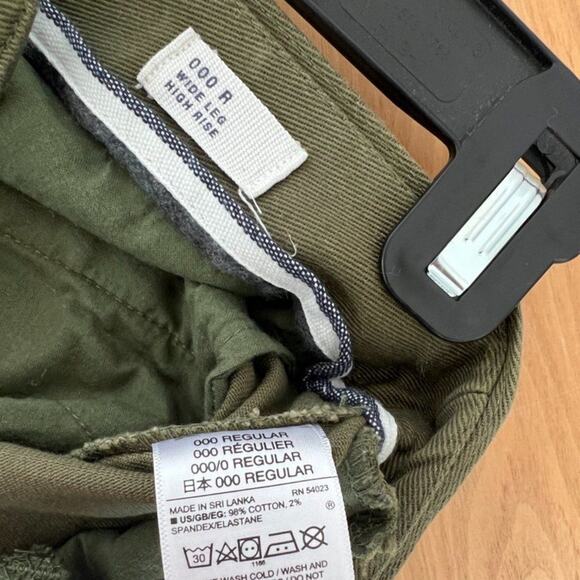 000 R
WIDE LEG
HIGH RISE
000 REGULAR
000 RÉGULIER
000/0 REGULAR
日本 000 REGULAR
MADE IN SRI LANKA RN 54023
■ US/GB/EG: 98% COTTON, 2%
SPANDEX/ELASTANE ®
30
1166
WASH COLD / WASH AND
/ DO NOT